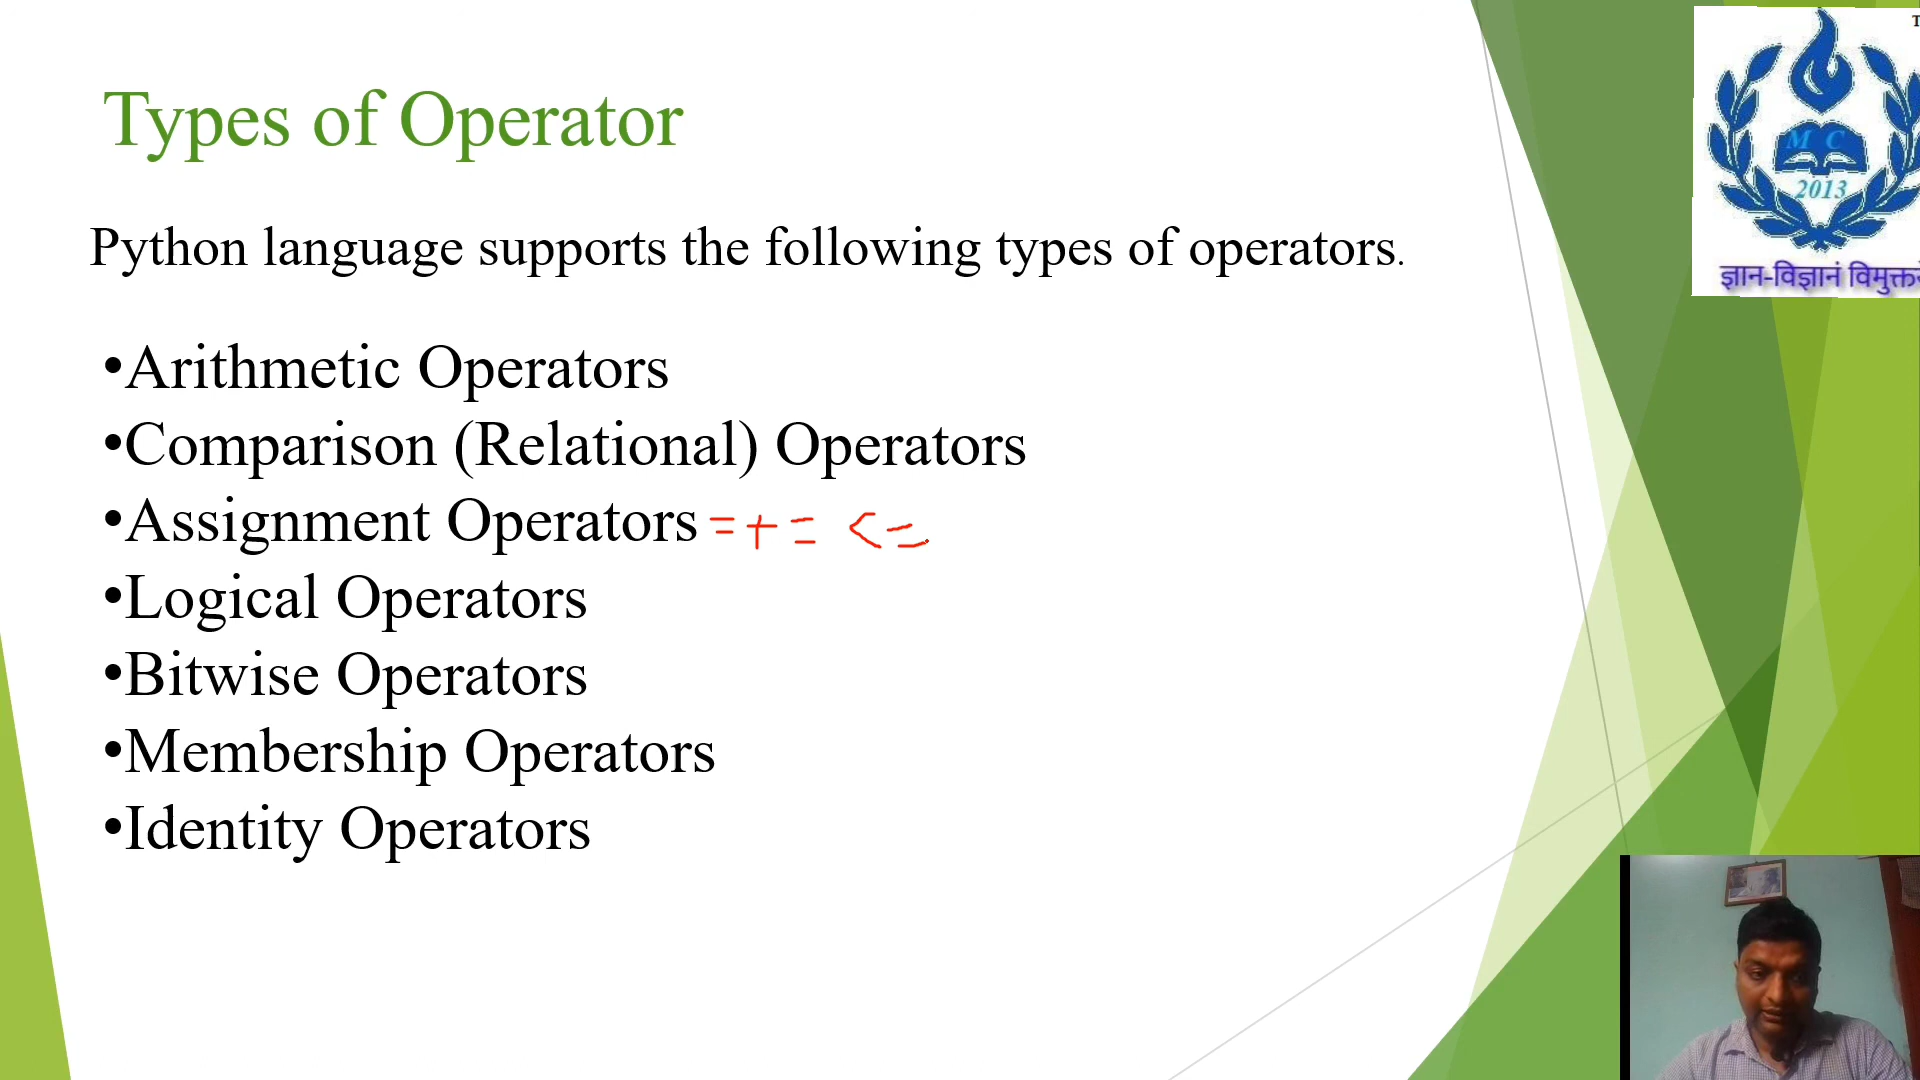 Types of Operator
Python language supports the following types of operators.
•Arithmetic Operators
•Comparison (Relational) Operators
•Assignment Operators = += <=
•Logical Operators
•Bitwise Operators
•Membership Operators
•Identity Operators
T
M C
2013
ज्ञान-विज्ञानं